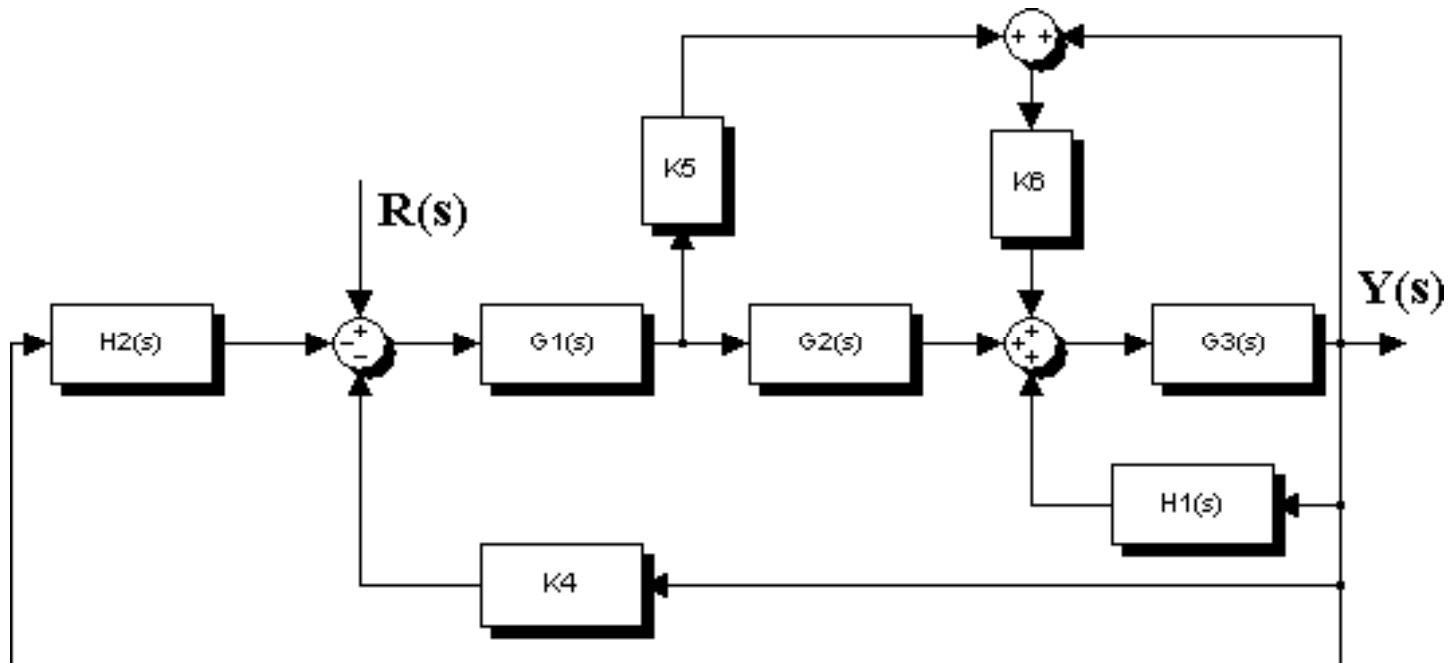 + +
K5
K6
R(s)
Y(s)
H2(s)
+
−
−
G1(s)
G2(s)
+
+
+
G3(s)
H1(s)
K4